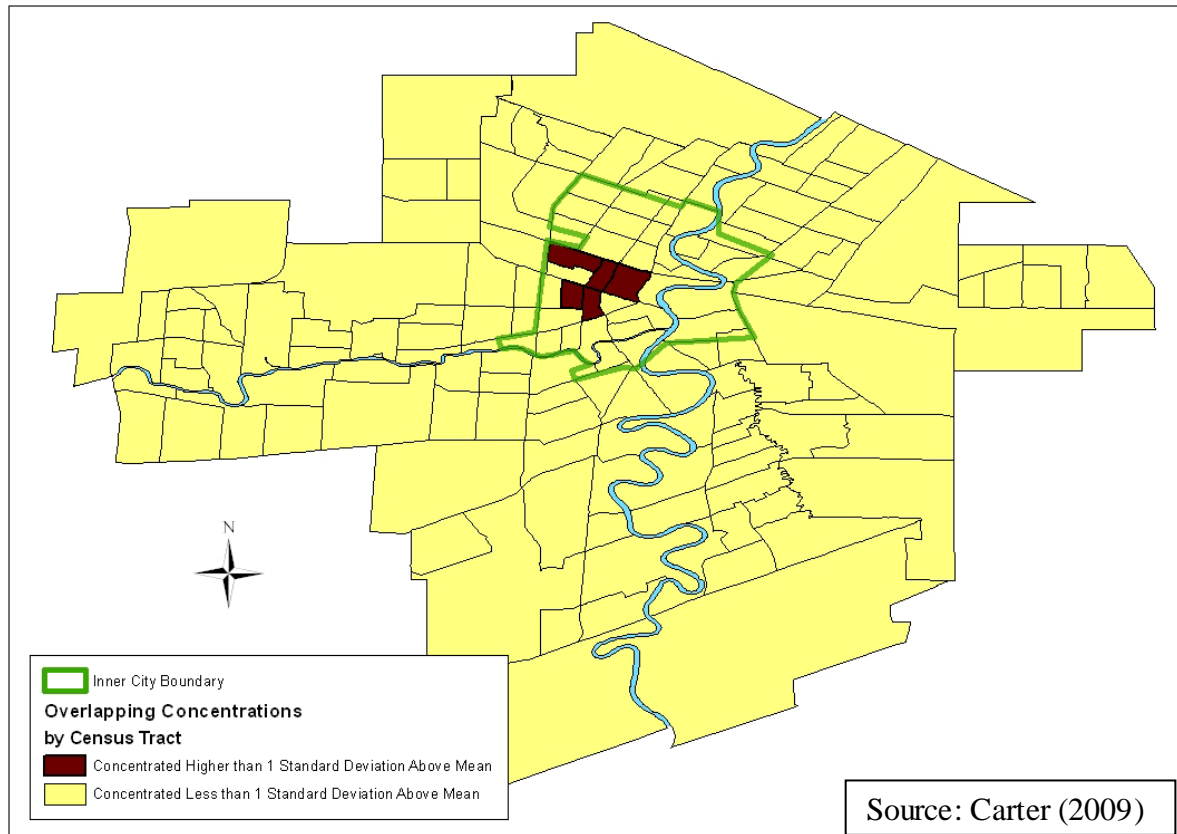 N
Inner City Boundary
Overlapping Concentrations
by Census Tract
Concentrated Higher than 1 Standard Deviation Above Mean
Concentrated Less than 1 Standard Deviation Above Mean
Source: Carter (2009)